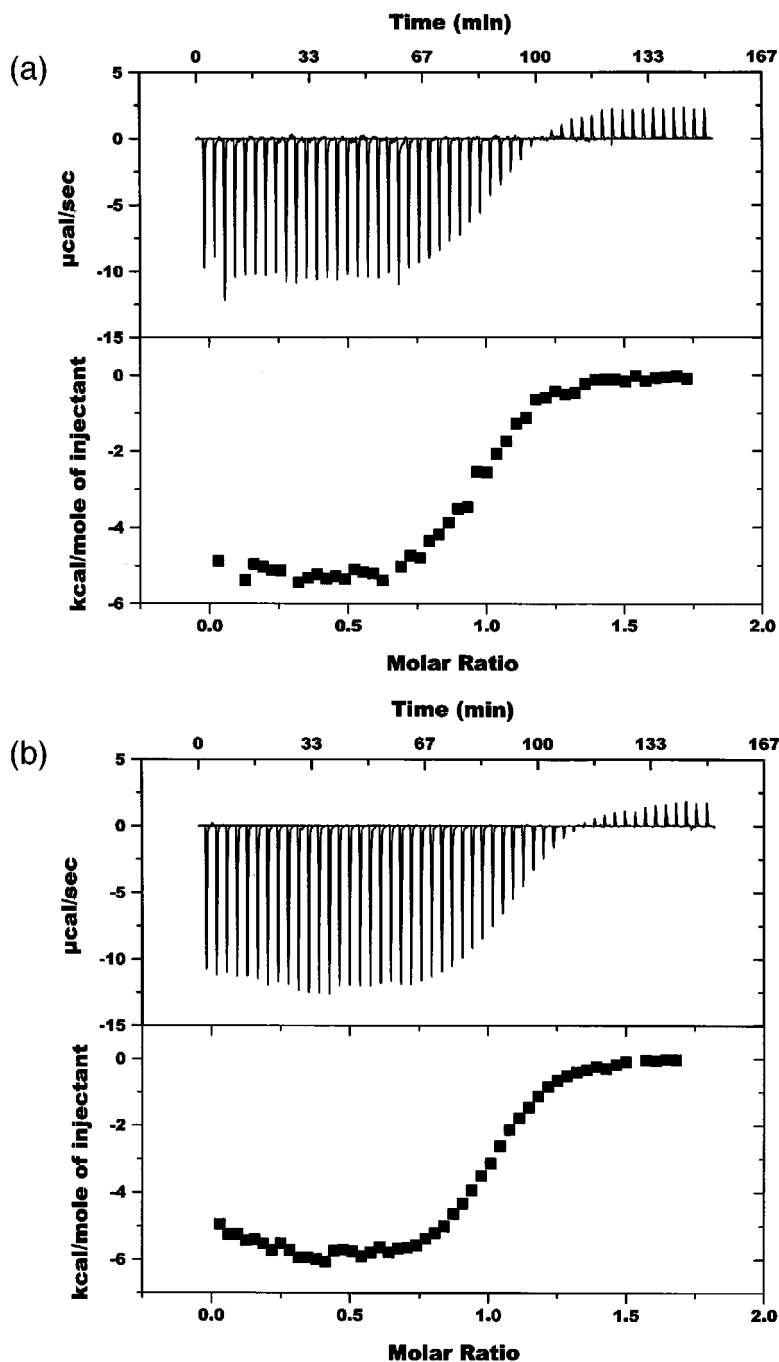 Time (min)
0 33 67 100 133 167
(a)
5
0
-5
-10
-15
μcal/sec
0
-2
-4
-6
kcal/mole of injectant
0.0 0.5 1.0 1.5 2.0
Molar Ratio
Time (min)
0 33 67 100 133 167
(b)
5
0
-5
-10
-15
μcal/sec
0
-2
-4
-6
kcal/mole of injectant
0.0 0.5 1.0 1.5 2.0
Molar Ratio